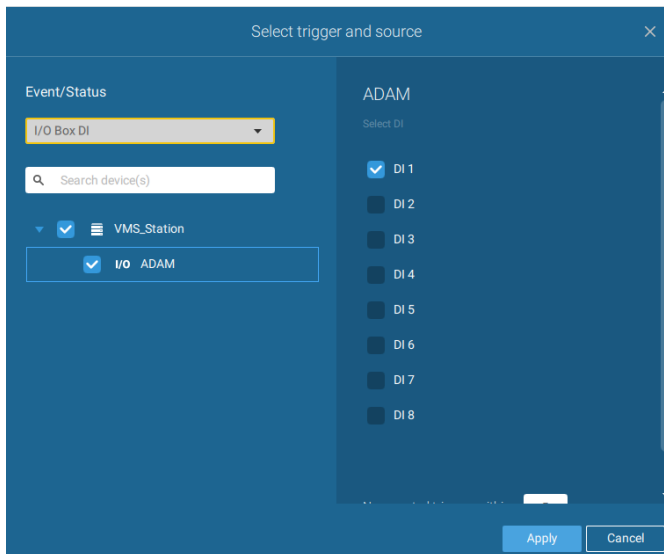 Select trigger and source
Event/Status
I/O Box DI
Search device(s)
VMS_Station
I/O ADAM
ADAM
Select DI
DI 1
DI 2
DI 3
DI 4
DI 5
DI 6
DI 7
DI 8
Apply
Cancel